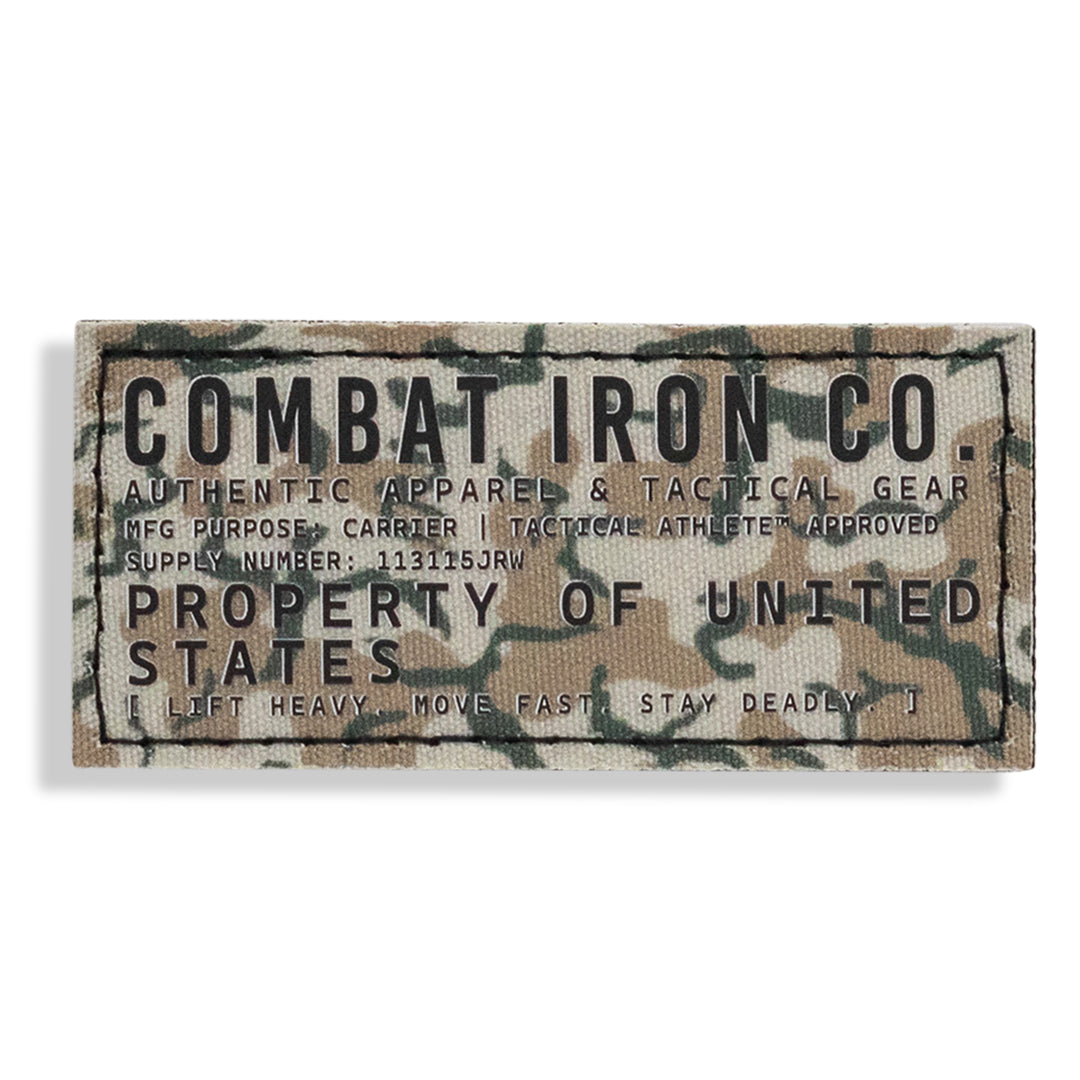 COMBAT IRON CO.
AUTHENTIC APPAREL & TACTICAL GEAR
MFG PURPOSE: CARRIER | TACTICAL ATHLETE™ APPROVED
SUPPLY NUMBER: 113115JRW
PROPERTY OF UNITED
STATES
[ LIFT HEAVY. MOVE FAST. STAY DEADLY. ]